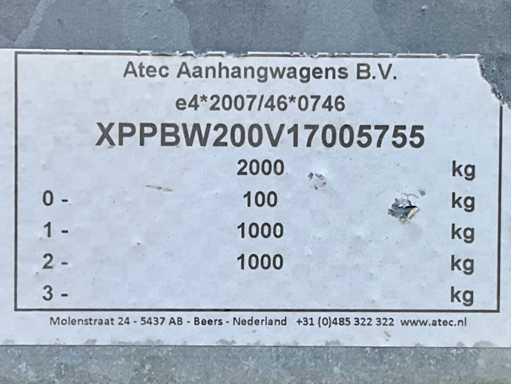 Atec Aanhangwagens B.V.
e4*2007/46*0746
XPPBW200V17005755
2000 kg
0 - 100 kg
1 - 1000 kg
2 - 1000 kg
3 - kg
Molenstraat 24 - 5437 AB - Beers - Nederland +31 (0)485 322 322 www.atec.nl